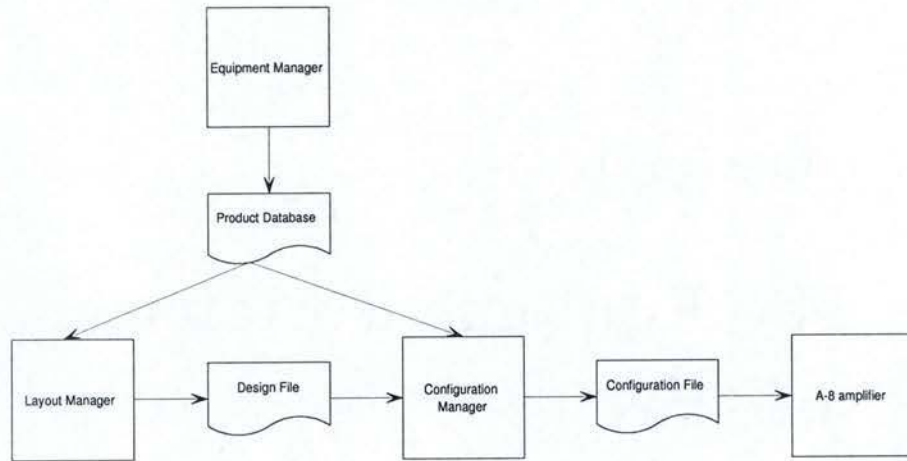 Equipment Manager
Product Database
Layout Manager
Design File
Configuration
Manager
Configuration File
A-8 amplifier